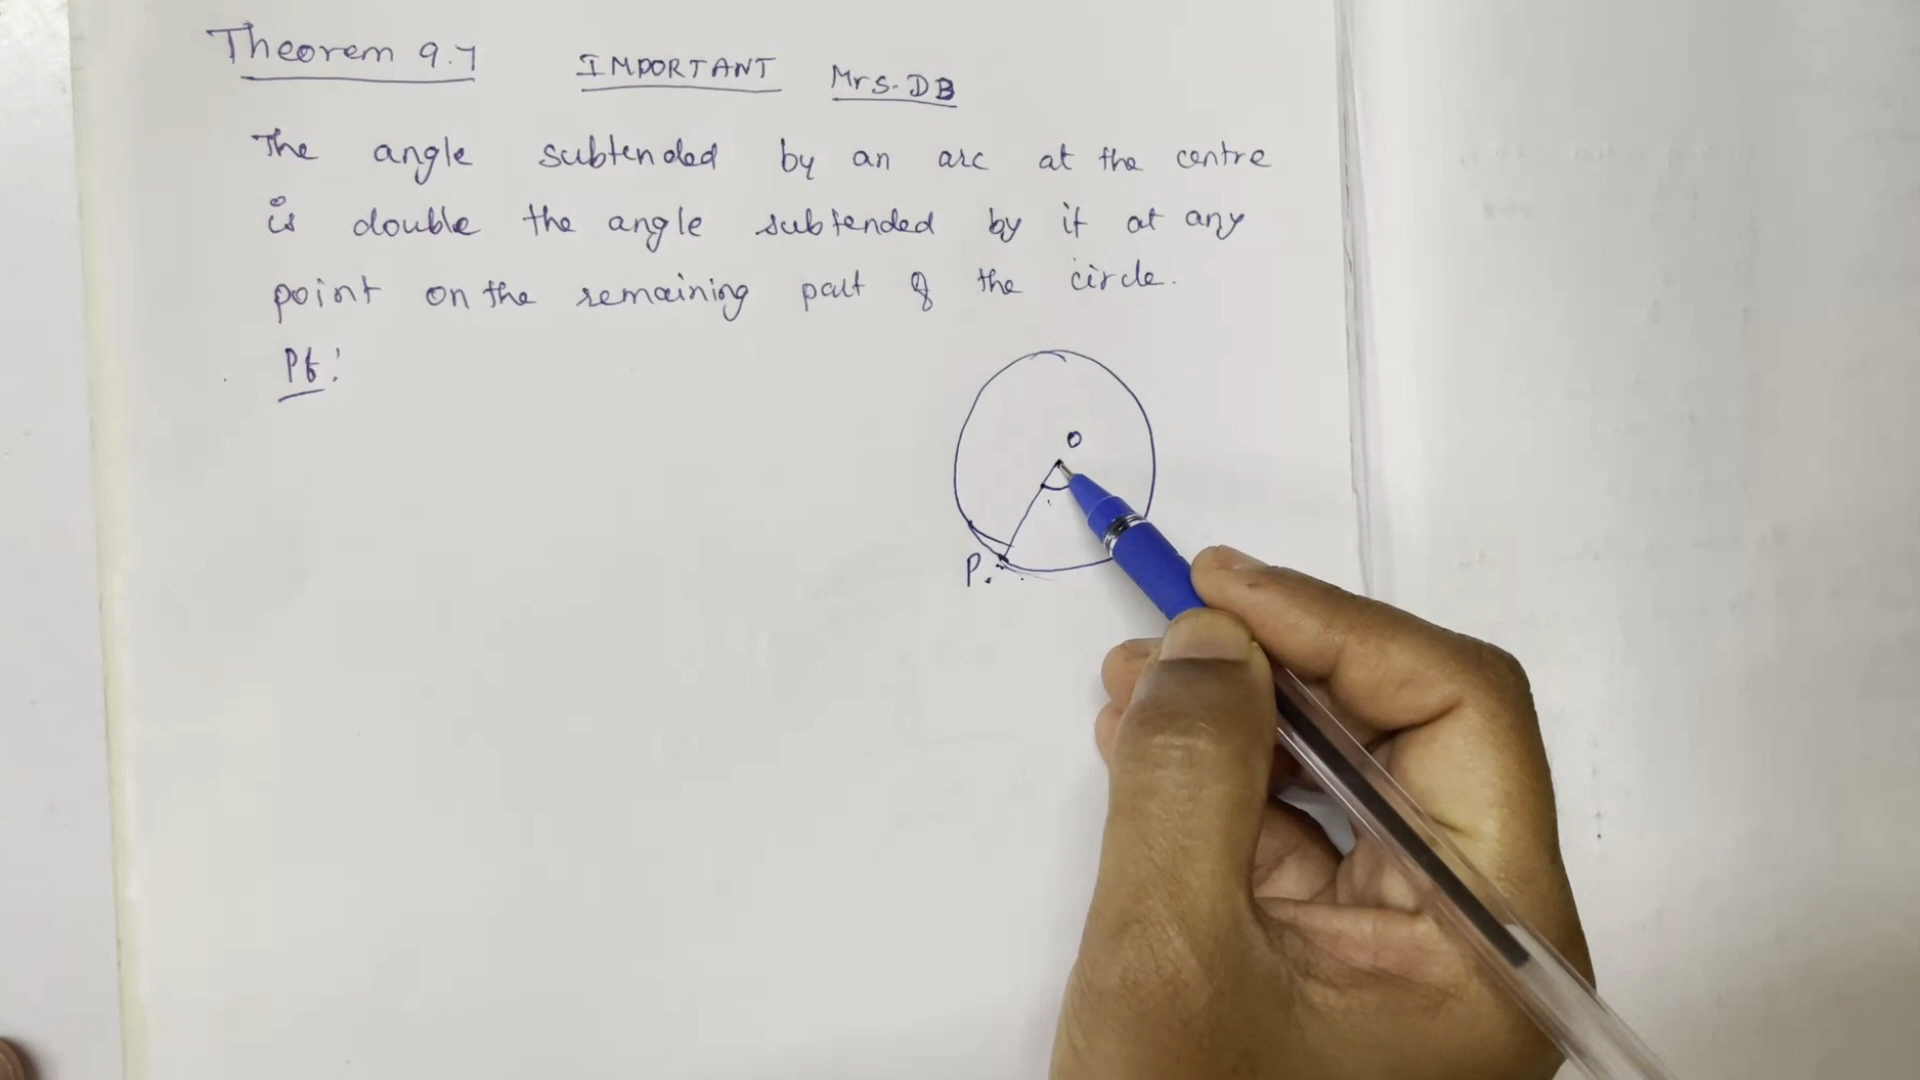 Theorem 9.7 IMPORTANT Mrs. DB
The angle subtended by an arc at the centre
is double the angle subtended by it at any
point on the remaining part of the circle.
Pf:
O
P